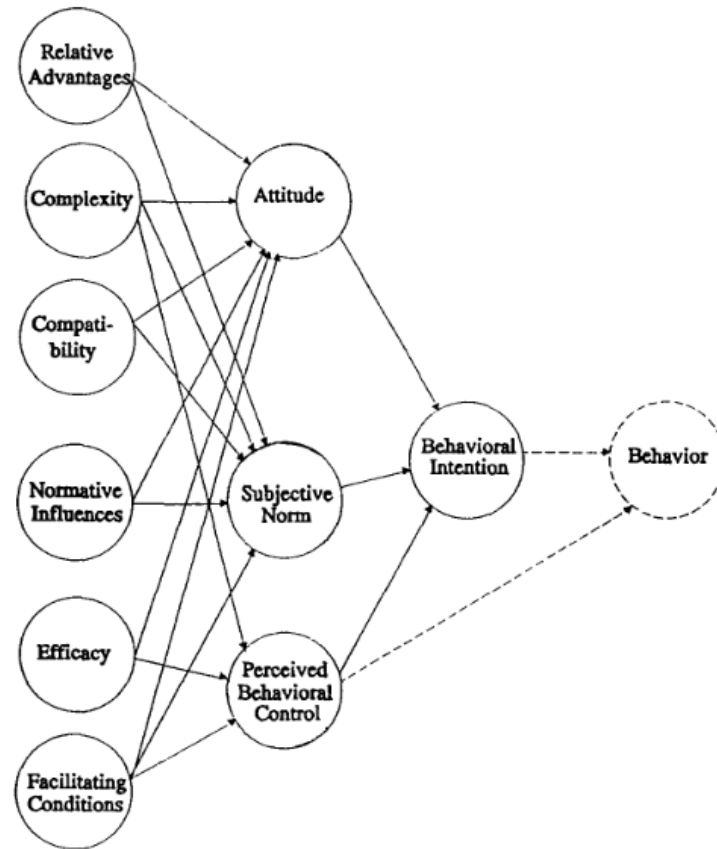 Relative
Advantages
Complexity
Attitude
Compati-
bility
Normative
Influences
Subjective
Norm
Behavioral
Intention
Behavior
Efficacy
Perceived
Behavioral
Control
Facilitating
Conditions